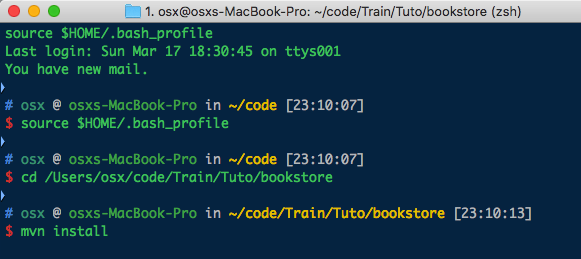 1. osx@osxs-MacBook-Pro: ~/code/Train/Tuto/bookstore (zsh)
source $HOME/.bash_profile
Last login: Sun Mar 17 18:30:45 on ttys001
You have new mail.
# osx @ osxs-MacBook-Pro in ~/code [23:10:07]
$ source $HOME/.bash_profile
# osx @ osxs-MacBook-Pro in ~/code [23:10:07]
$ cd /Users/osx/code/Train/Tuto/bookstore
# osx @ osxs-MacBook-Pro in ~/code/Train/Tuto/bookstore [23:10:13]
$ mvn install